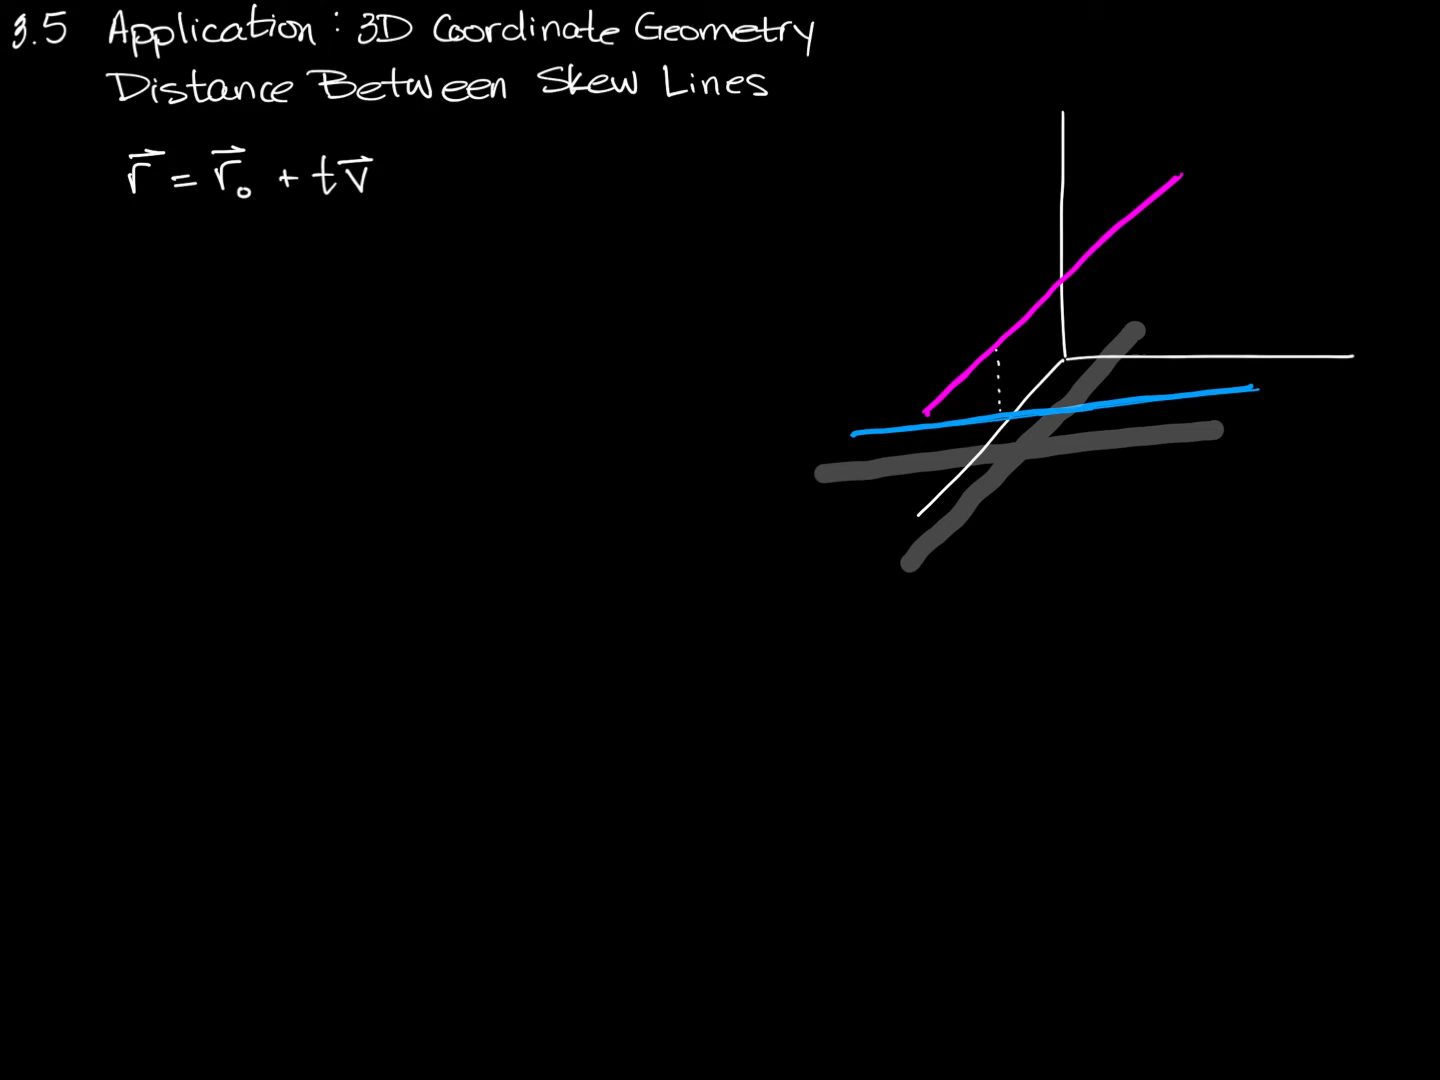 3.5 Application: 3D Coordinate Geometry
Distance Between Skew Lines
r⃗ = r⃗₀ + tv⃗